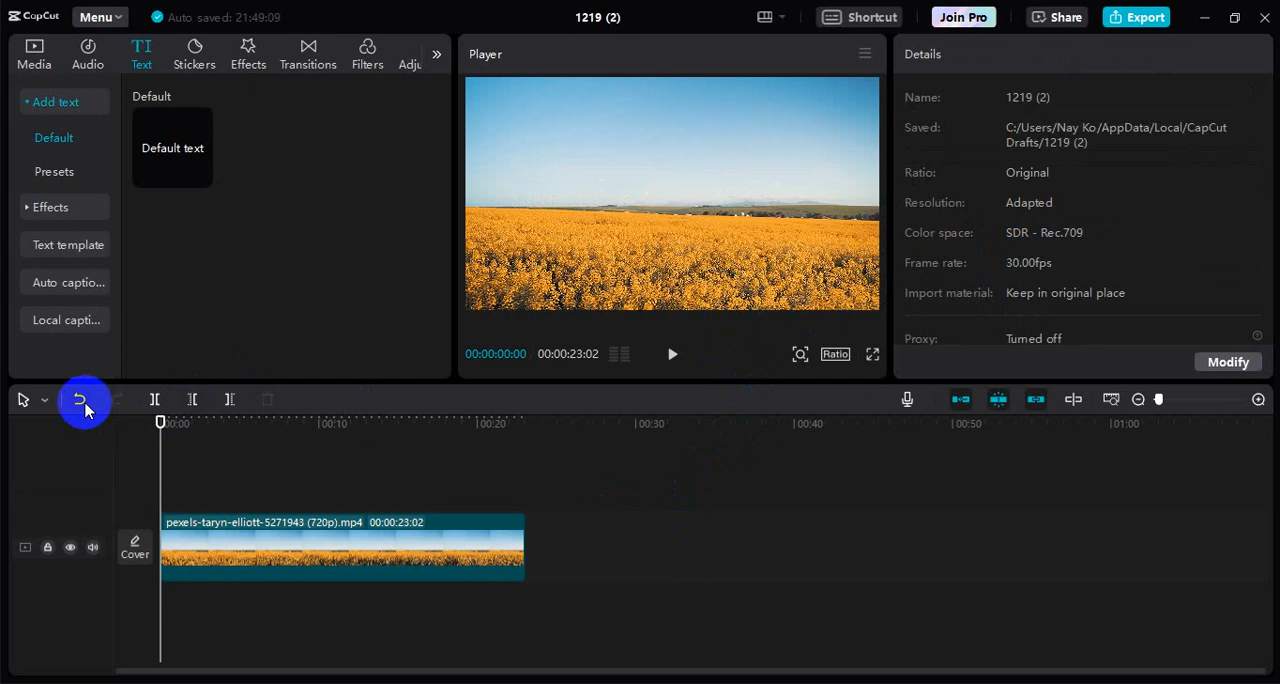 CapCut
Menu
Auto saved: 21:49:09
1219 (2)
Shortcut
Join Pro
Share
Export
Media
Audio
TI
Text
Stickers
Effects
Transitions
Filters
Adju
Add text
Default
Presets
Effects
Text template
Auto captio...
Local capti...
Default
Default text
Player
00:00:00:00
00:00:23:02
Ratio
Details
Name: 1219 (2)
Saved: C:/Users/Nay Ko/AppData/Local/CapCut
Drafts/1219 (2)
Ratio: Original
Resolution: Adapted
Color space: SDR - Rec.709
Frame rate: 30.00fps
Import material: Keep in original place
Proxy: Turned off
Modify
00:00 00:10 00:20 00:30 00:40 00:50 01:00
pexels-taryn-elliott-5271943 (720p).mp4 00:00:23:02
Cover